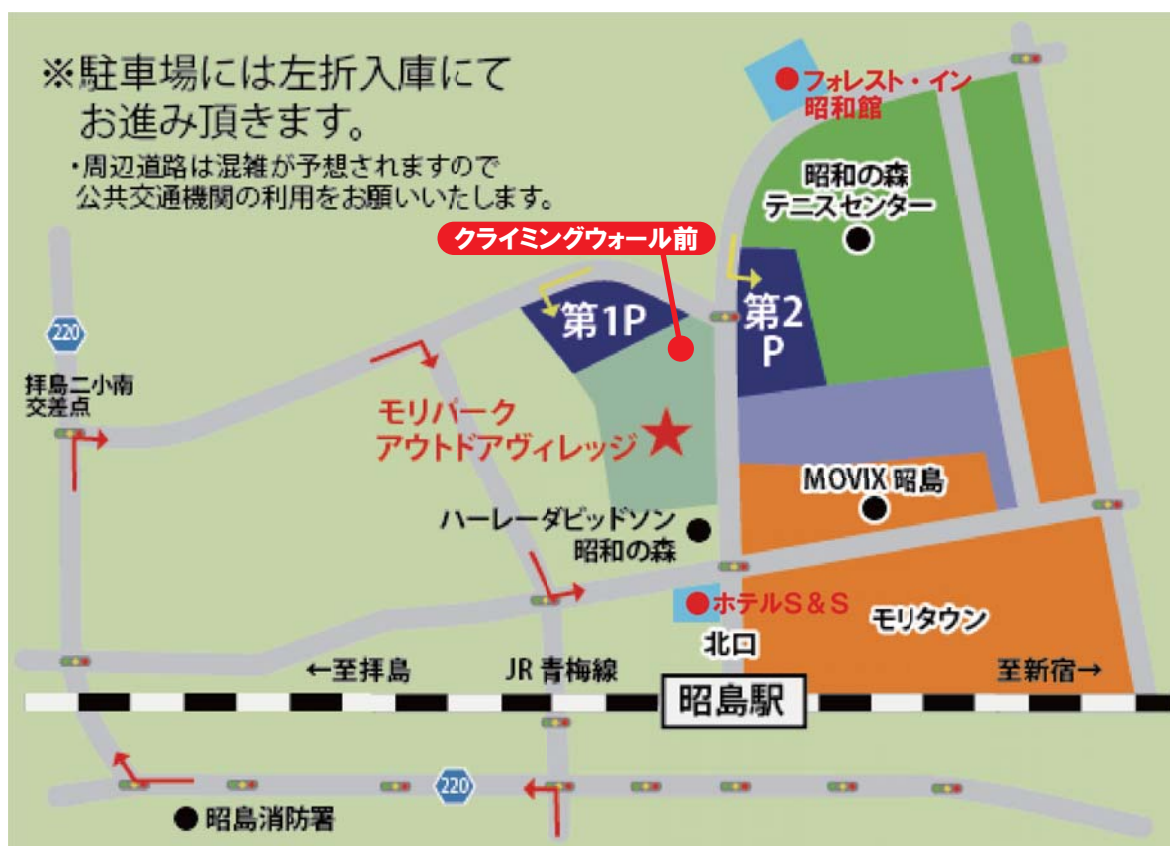 ※駐車場には左折入庫にて
お進み頂きます。
・周辺道路は混雑が予想されますので
公共交通機関の利用をお願いいたします。
フォレスト・イン
昭和館
昭和の森
テニスセンター
クライミングウォール前
第1P
第2
P
220
拝島二小南
交差点
モリパーク
アウトドアヴィレッジ
MOVIX 昭島
ハーレーダビッドソン
昭和の森
ホテルS&S
モリタウン
北口
←至拝島
JR 青梅線
至新宿→
昭島駅
220
昭島消防署